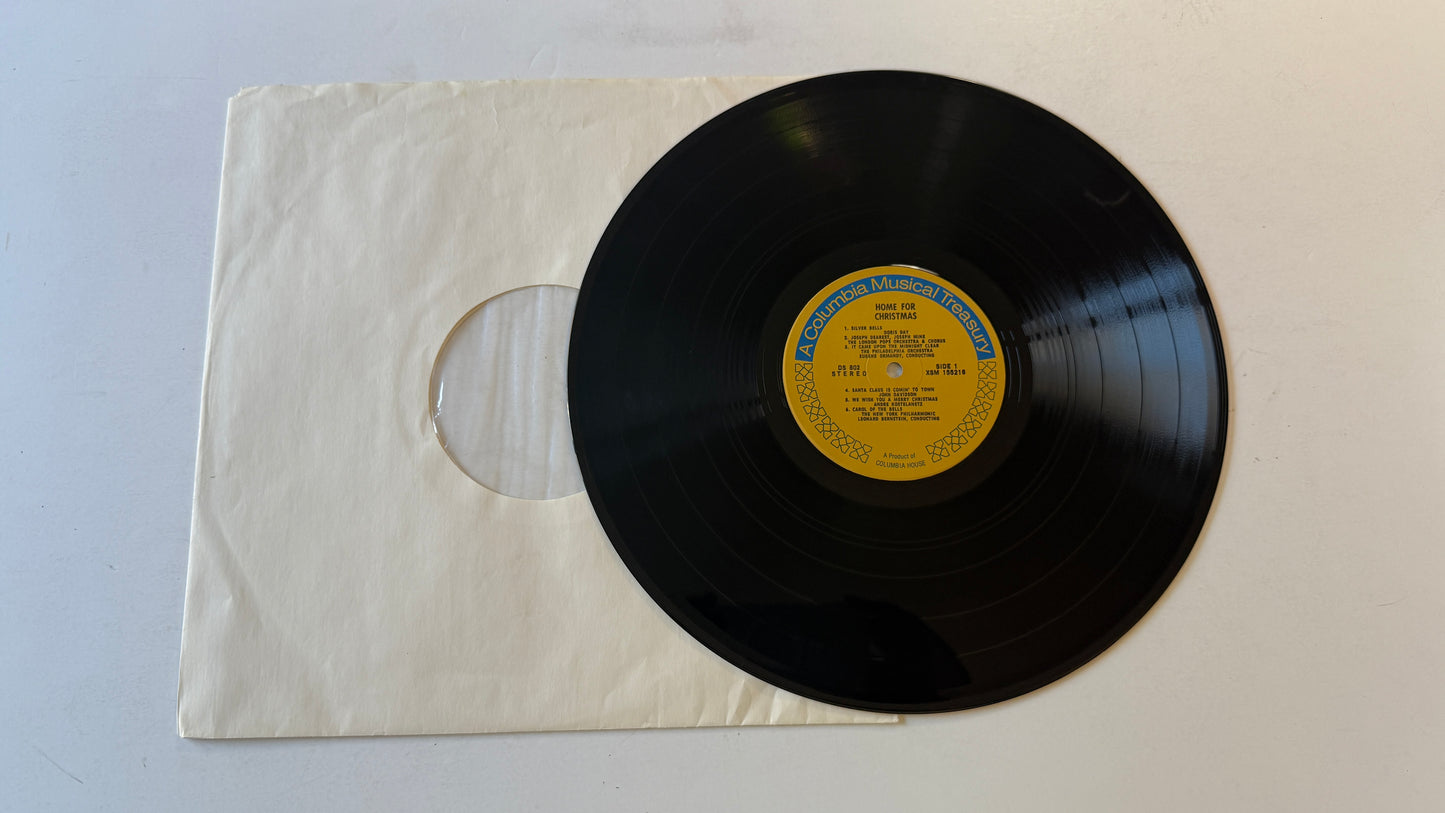 A Columbia Musical Treasury
HOME FOR
CHRISTMAS
1. SILVER BELLS
DORIS DAY
2. JOSEPH DEAREST, JOSEPH MINE
THE LONDON POPS ORCHESTRA & CHORUS
3. IT CAME UPON THE MIDNIGHT CLEAR
THE PHILADELPHIA ORCHESTRA
EUGENE ORMANDY, CONDUCTING
DS 802 SIDE 1
STEREO XSM 155216
4. SANTA CLAUS IS COMIN' TO TOWN
JOHN DAVIDSON
5. WE WISH YOU A MERRY CHRISTMAS
ANDRE KOSTELANETZ
6. CAROL OF THE BELLS
THE NEW YORK PHILHARMONIC
LEONARD BERNSTEIN, CONDUCTING
A Product of
COLUMBIA HOUSE